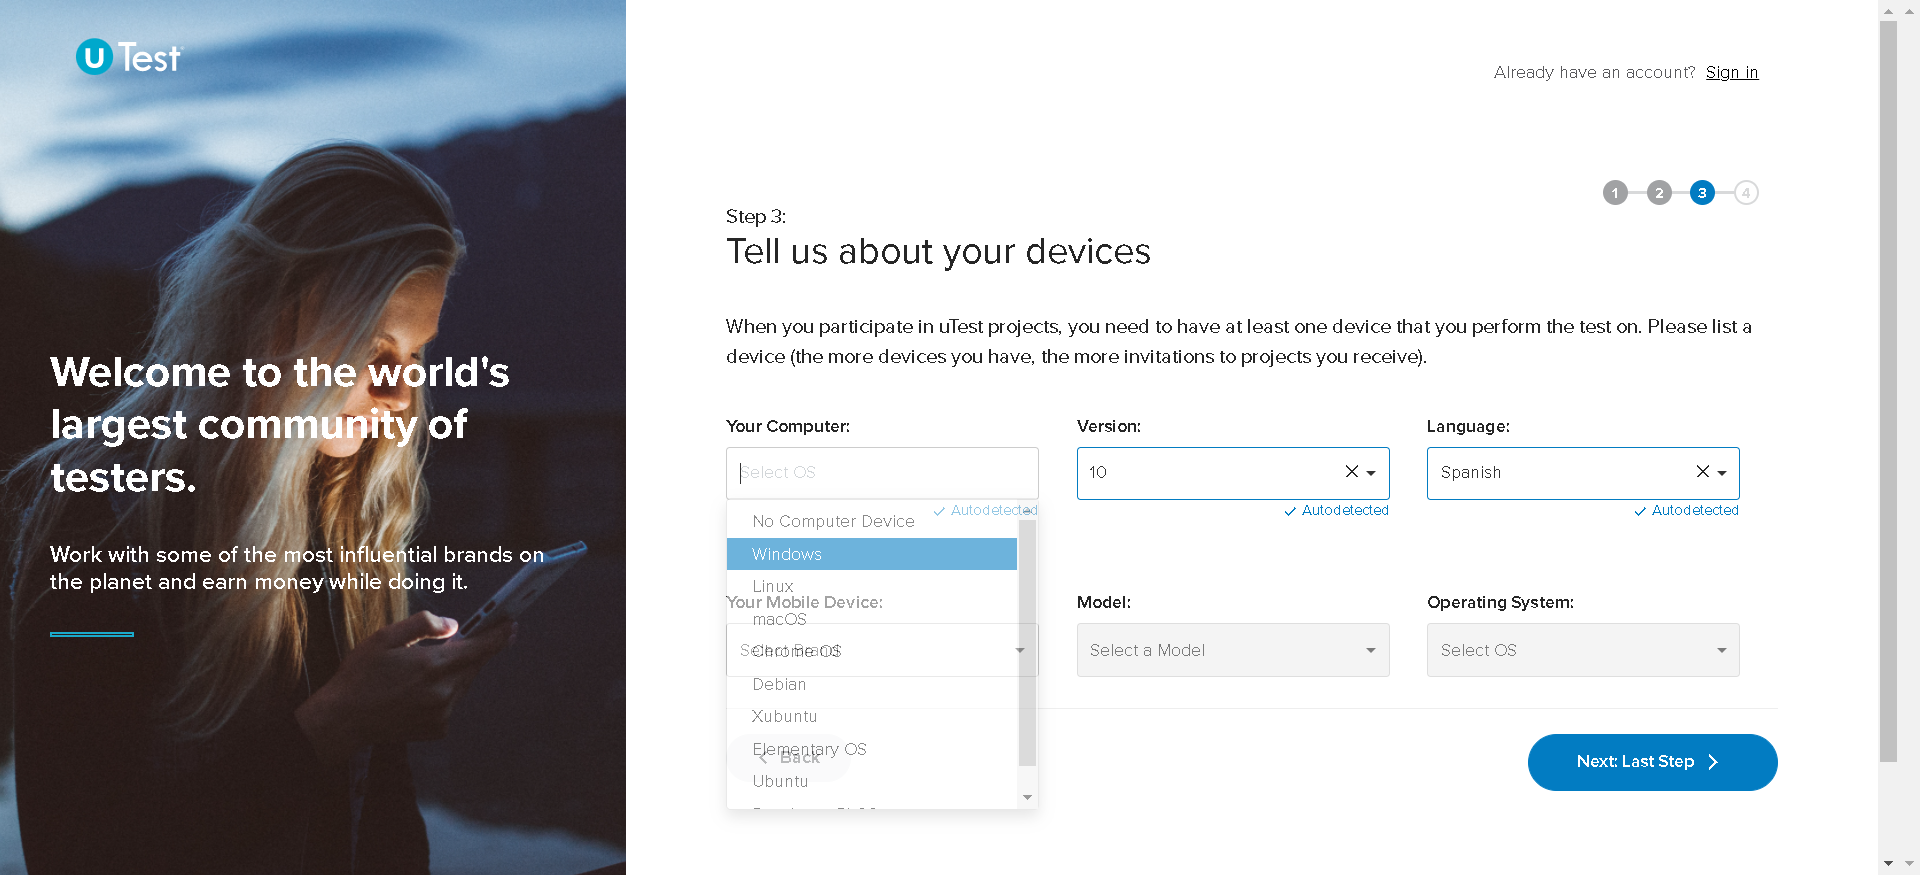 U Test
Already have an account? Sign in
1 2 3 4
Step 3:
Tell us about your devices
When you participate in uTest projects, you need to have at least one device that you perform the test on. Please list a
device (the more devices you have, the more invitations to projects you receive).
Welcome to the world's
largest community of
testers.
Work with some of the most influential brands on
the planet and earn money while doing it.
Your Computer:
Version:
Language:
Select OS
10
Spanish
Autodetected
Autodetected
Autodetected
No Computer Device
Windows
Linux
Your Mobile Device:
Model:
Operating System:
macOS
Select Brand
Chrome OS
Select a Model
Select OS
Debian
Xubuntu
Elementary OS
Back
Ubuntu
Next: Last Step